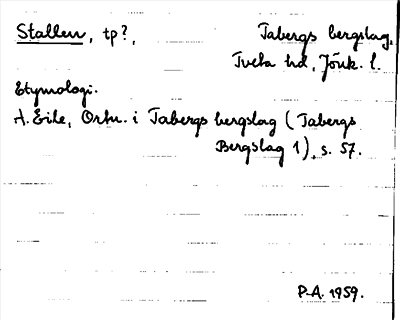 Stallen, tp?, Tabergs bergslag,
Tveta hd, Jönk. l.
Etymologi.
A. Eile, Ortn. i Tabergs bergslag (Tabergs
Bergslag 1), s. 57.
P-A. 1959.